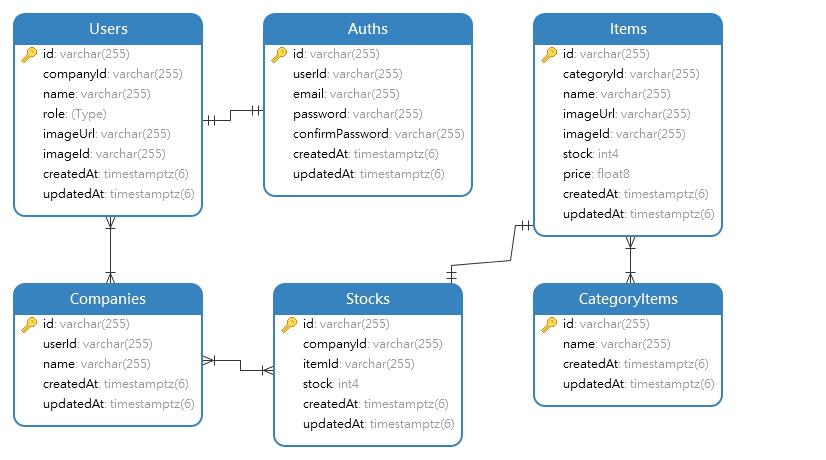 Users
id: varchar(255)
companyId: varchar(255)
name: varchar(255)
role: (Type)
imageUrl: varchar(255)
imageId: varchar(255)
createdAt: timestamptz(6)
updatedAt: timestamptz(6)
Auths
id: varchar(255)
userId: varchar(255)
email: varchar(255)
password: varchar(255)
confirmPassword: varchar(255)
createdAt: timestamptz(6)
updatedAt: timestamptz(6)
Items
id: varchar(255)
categoryId: varchar(255)
name: varchar(255)
imageUrl: varchar(255)
imageId: varchar(255)
stock: int4
price: float8
createdAt: timestamptz(6)
updatedAt: timestamptz(6)
Companies
id: varchar(255)
userId: varchar(255)
name: varchar(255)
createdAt: timestamptz(6)
updatedAt: timestamptz(6)
Stocks
id: varchar(255)
companyId: varchar(255)
itemId: varchar(255)
stock: int4
createdAt: timestamptz(6)
updatedAt: timestamptz(6)
CategoryItems
id: varchar(255)
name: varchar(255)
createdAt: timestamptz(6)
updatedAt: timestamptz(6)